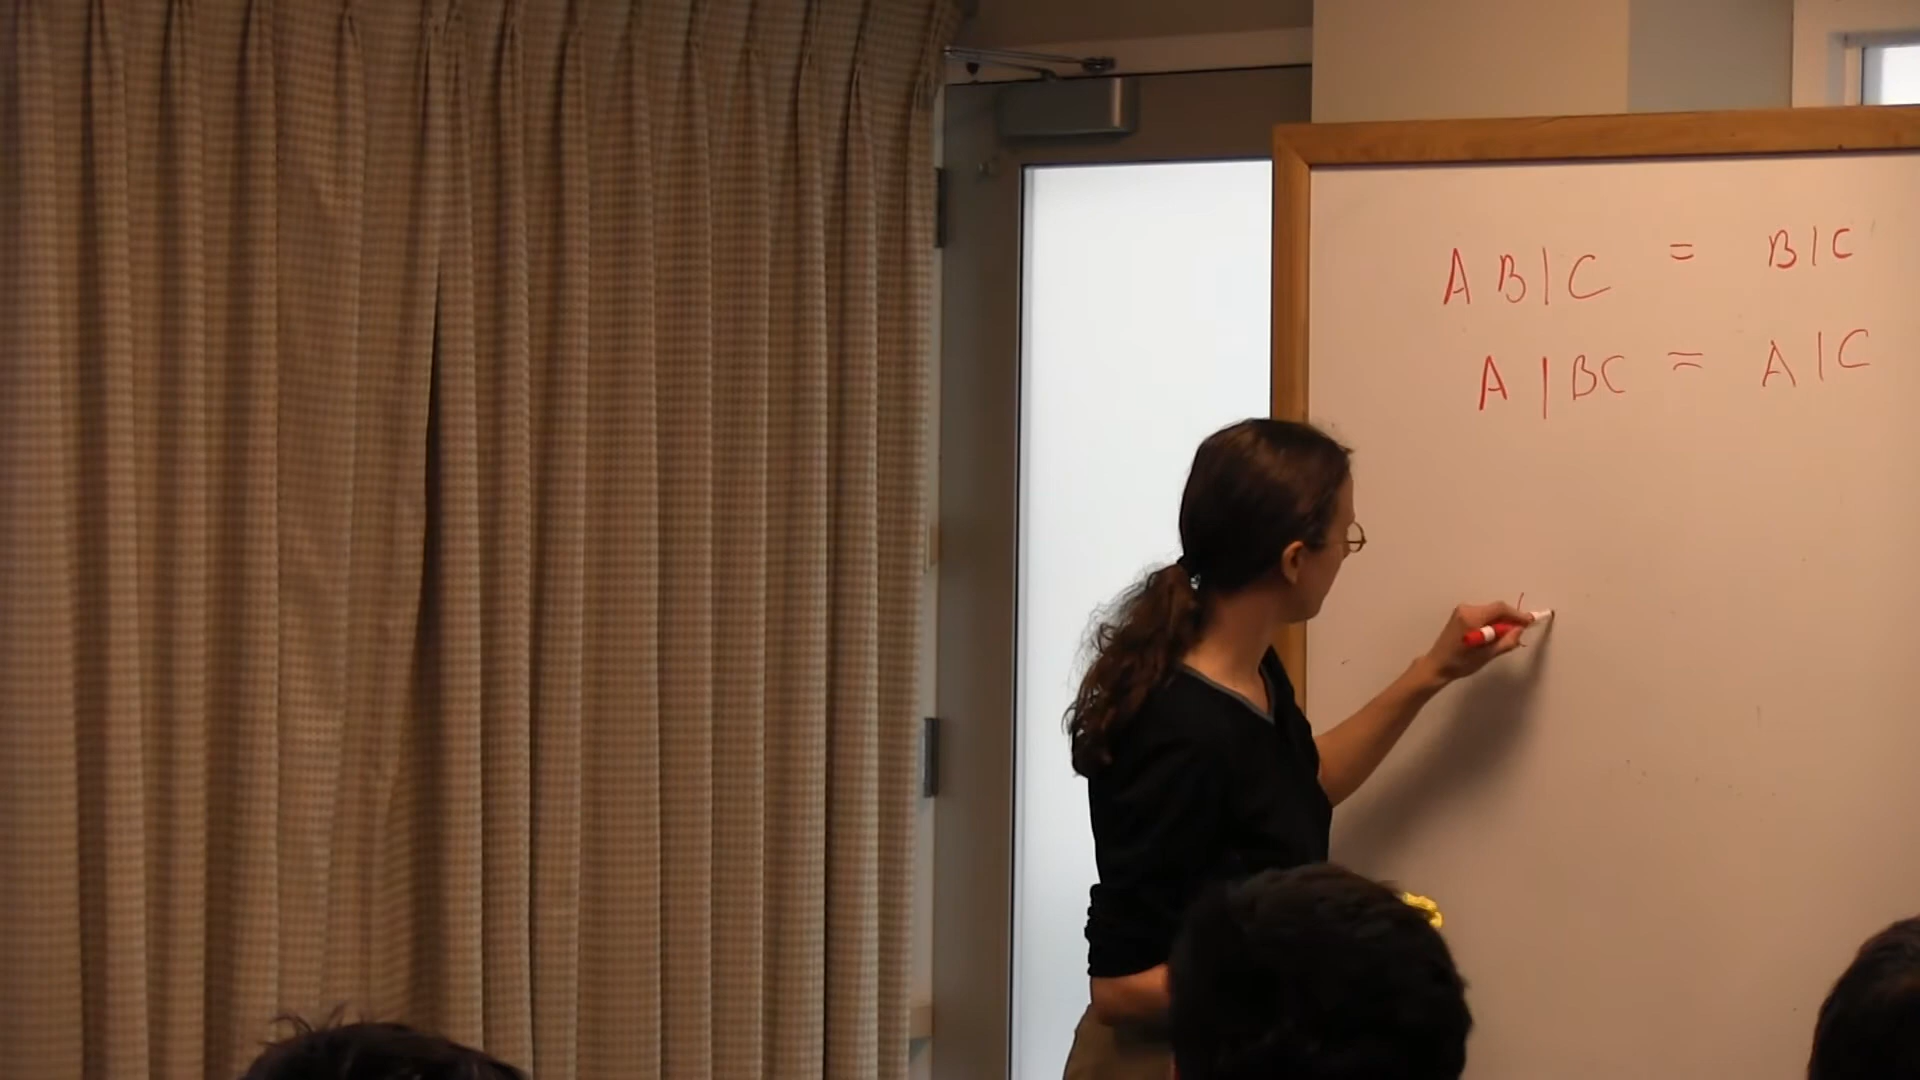 AB|C = B|C
A|BC = A|C